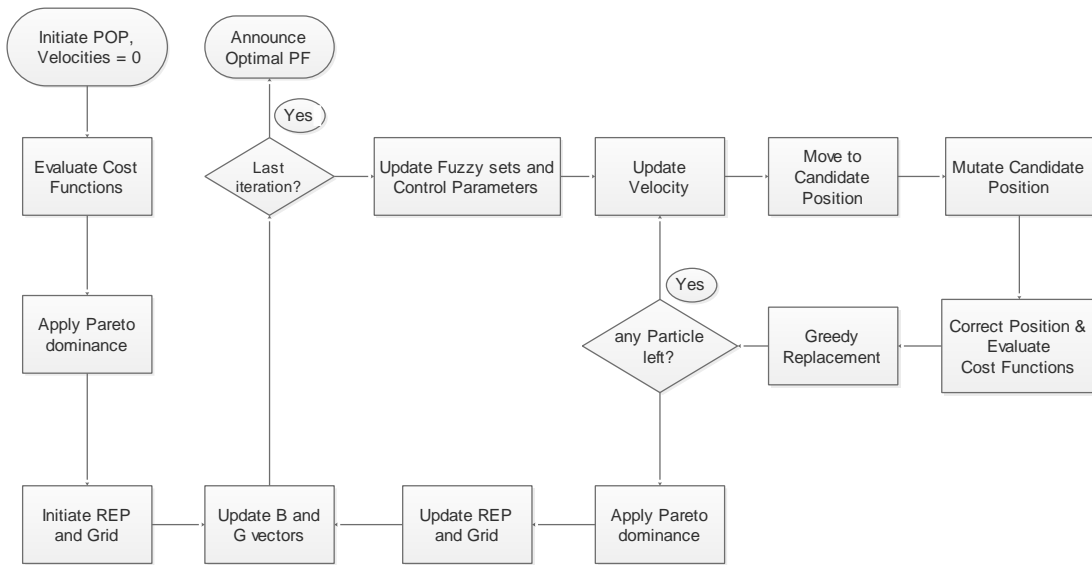 Initiate POP,
Velocities = 0
Announce
Optimal PF
Yes
Evaluate Cost
Functions
Last
iteration?
Update Fuzzy sets and
Control Parameters
Update
Velocity
Move to
Candidate
Position
Mutate Candidate
Position
Yes
Apply Pareto
dominance
any Particle
left?
Greedy
Replacement
Correct Position &
Evaluate
Cost Functions
Initiate REP
and Grid
Update B and
G vectors
Update REP
and Grid
Apply Pareto
dominance